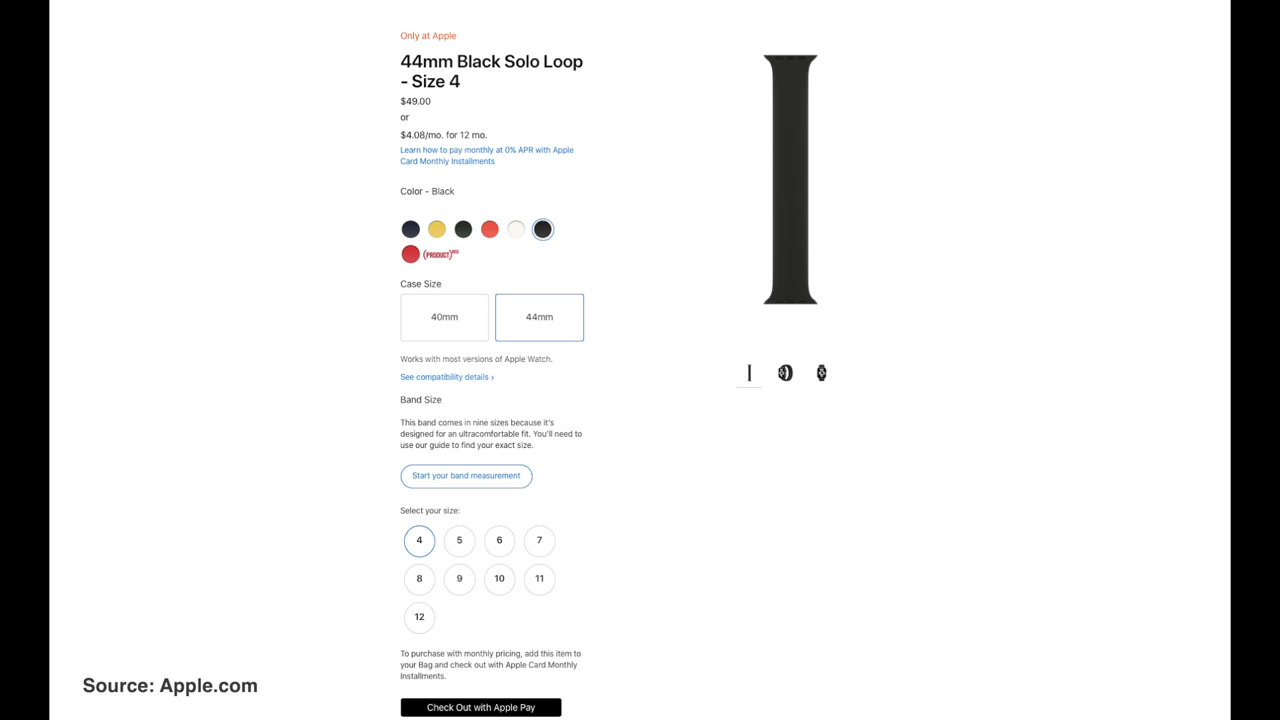 Only at Apple
44mm Black Solo Loop
- Size 4
$49.00
or
$4.08/mo. for 12 mo.
Learn how to pay monthly at 0% APR with Apple
Card Monthly Installments
Color - Black
(PRODUCT)RED
Case Size
40mm 44mm
Works with most versions of Apple Watch.
See compatibility details ›
Band Size
This band comes in nine sizes because it's
designed for an ultracomfortable fit. You'll need to
use our guide to find your exact size.
Start your band measurement
Select your size:
4 5 6 7
8 9 10 11
12
To purchase with monthly pricing, add this item to
your Bag and check out with Apple Card Monthly
Installments.
Source: Apple.com
Check Out with Apple Pay